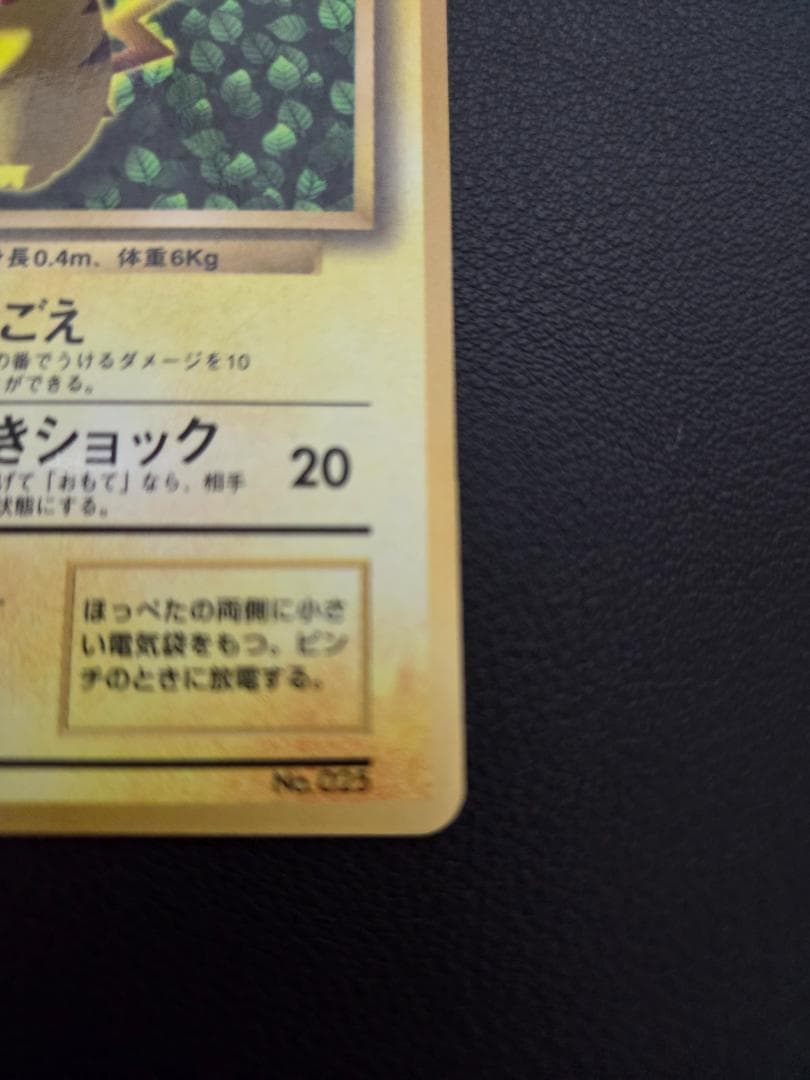 長0.4m、体重6Kg
ごえ
の番でうけるダメージを10
ができる。
きショック
20
げて「おもて」なら、相手
状態にする。
ほっぺたの両側に小さ
い電気袋をもつ。ピン
チのときに放電する。
No.025